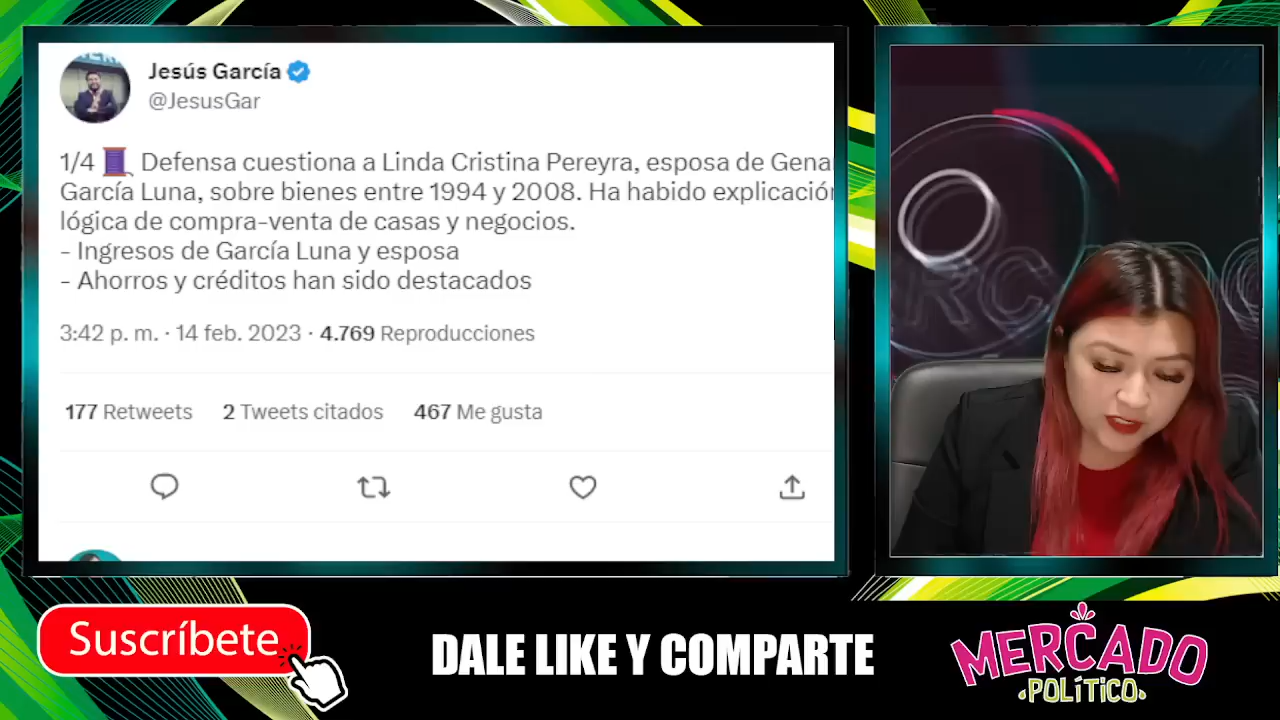 Jesús García
@JesusGar
1/4 🧵 Defensa cuestiona a Linda Cristina Pereyra, esposa de Gena
García Luna, sobre bienes entre 1994 y 2008. Ha habido explicación
lógica de compra-venta de casas y negocios.
- Ingresos de García Luna y esposa
- Ahorros y créditos han sido destacados
3:42 p. m. · 14 feb. 2023 · 4.769 Reproducciones
177 Retweets 2 Tweets citados 467 Me gusta
Suscríbete
DALE LIKE Y COMPARTE
MERCADO
POLÍTICO